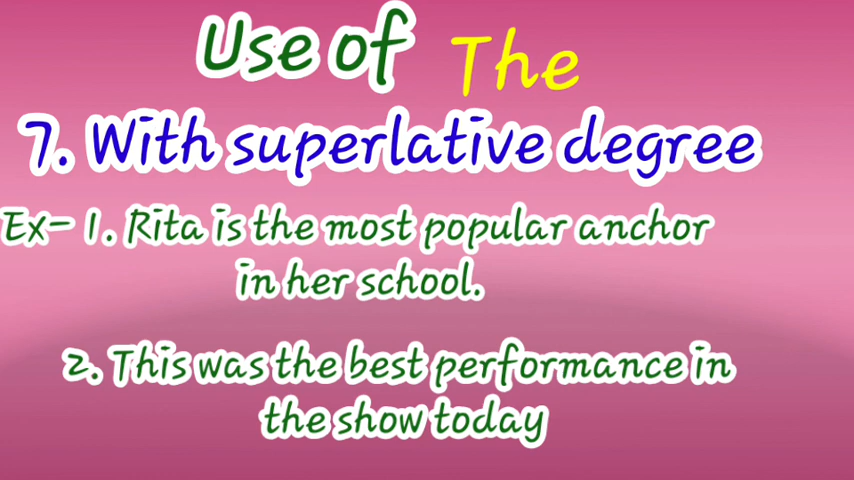 Use of The
7. With superlative degree
Ex- 1. Rita is the most popular anchor
in her school.
2. This was the best performance in
the show today